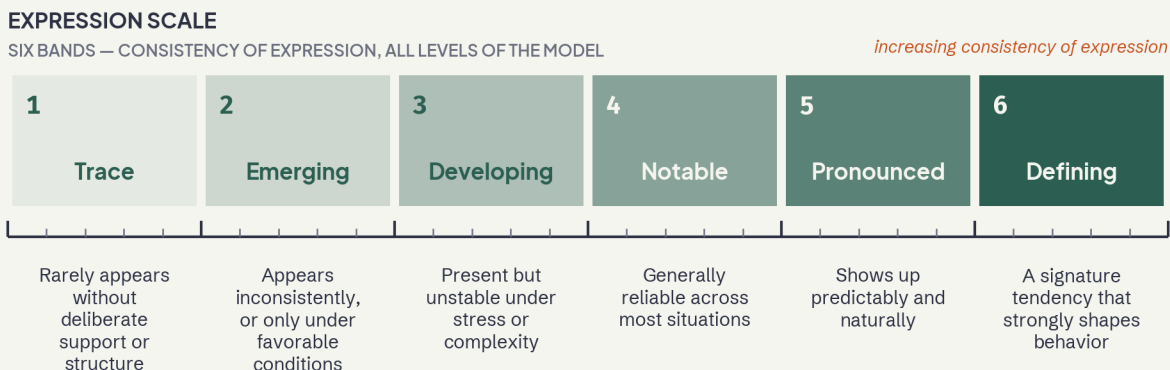 EXPRESSION SCALE
SIX BANDS — CONSISTENCY OF EXPRESSION, ALL LEVELS OF THE MODEL
increasing consistency of expression
1
Trace
2
Emerging
3
Developing
4
Notable
5
Pronounced
6
Defining
Rarely appears
without
deliberate
support or
structure
Appears
inconsistently,
or only under
favorable
conditions
Present but
unstable under
stress or
complexity
Generally
reliable across
most situations
Shows up
predictably and
naturally
A signature
tendency that
strongly shapes
behavior